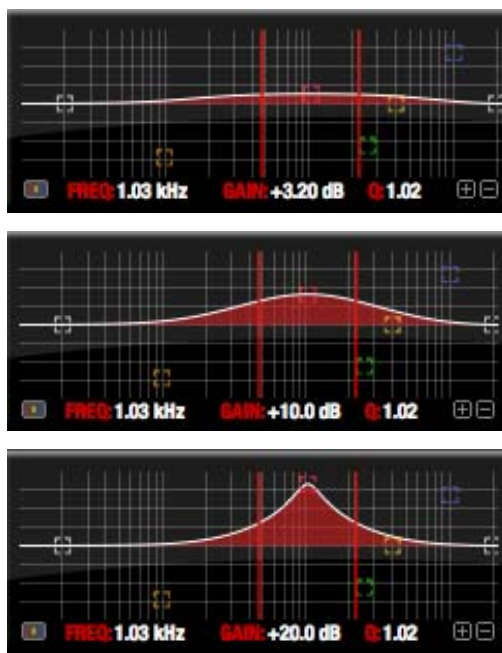 FREQ: 1.03 kHz GAIN: +3.20 dB Q: 1.02
FREQ: 1.03 kHz GAIN: +10.0 dB Q: 1.02
FREQ: 1.03 kHz GAIN: +20.0 dB Q: 1.02